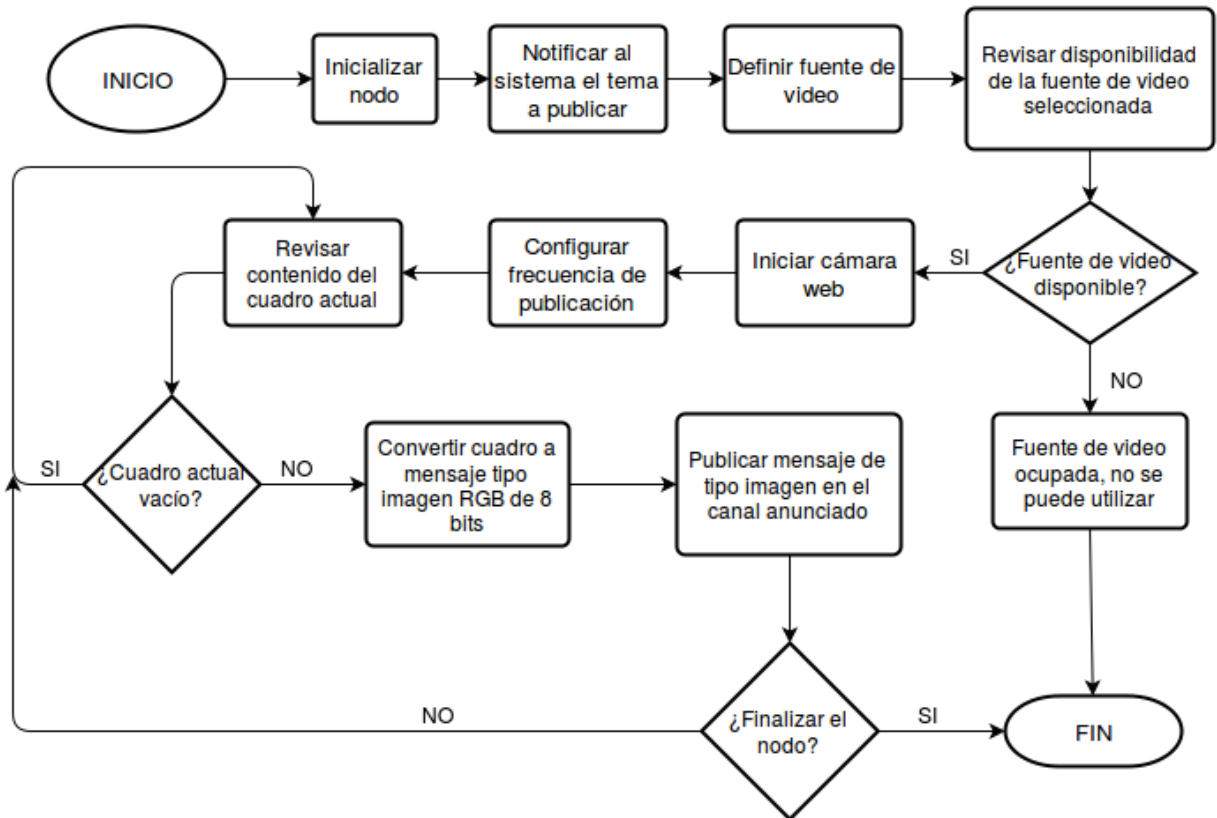 INICIO
Inicializar
nodo
Notificar al
sistema el tema
a publicar
Definir fuente de
video
Revisar disponibilidad
de la fuente de video
seleccionada
¿Fuente de video
disponible?
SI
NO
Iniciar cámara
web
Configurar
frecuencia de
publicación
Revisar
contenido del
cuadro actual
¿Cuadro actual
vacío?
SI
NO
Convertir cuadro a
mensaje tipo
imagen RGB de 8
bits
Publicar mensaje de
tipo imagen en el
canal anunciado
Fuente de video
ocupada, no se
puede utilizar
¿Finalizar el
nodo?
NO
SI
FIN